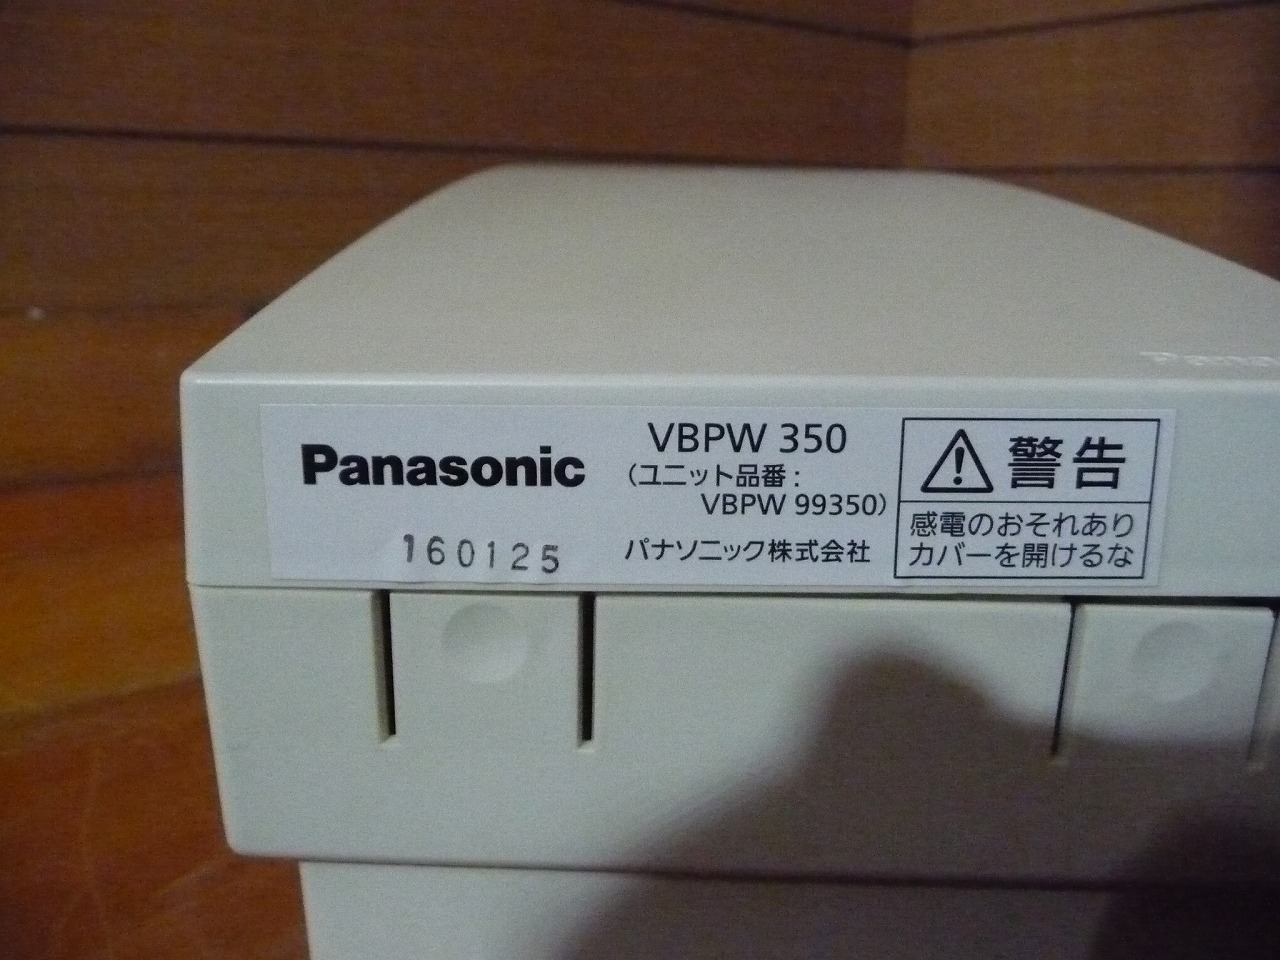 Pana
Panasonic
160125
VBPW 350
(ユニット品番:
VBPW 99350)
パナソニック株式会社
警告
感電のおそれあり
カバーを開けるな